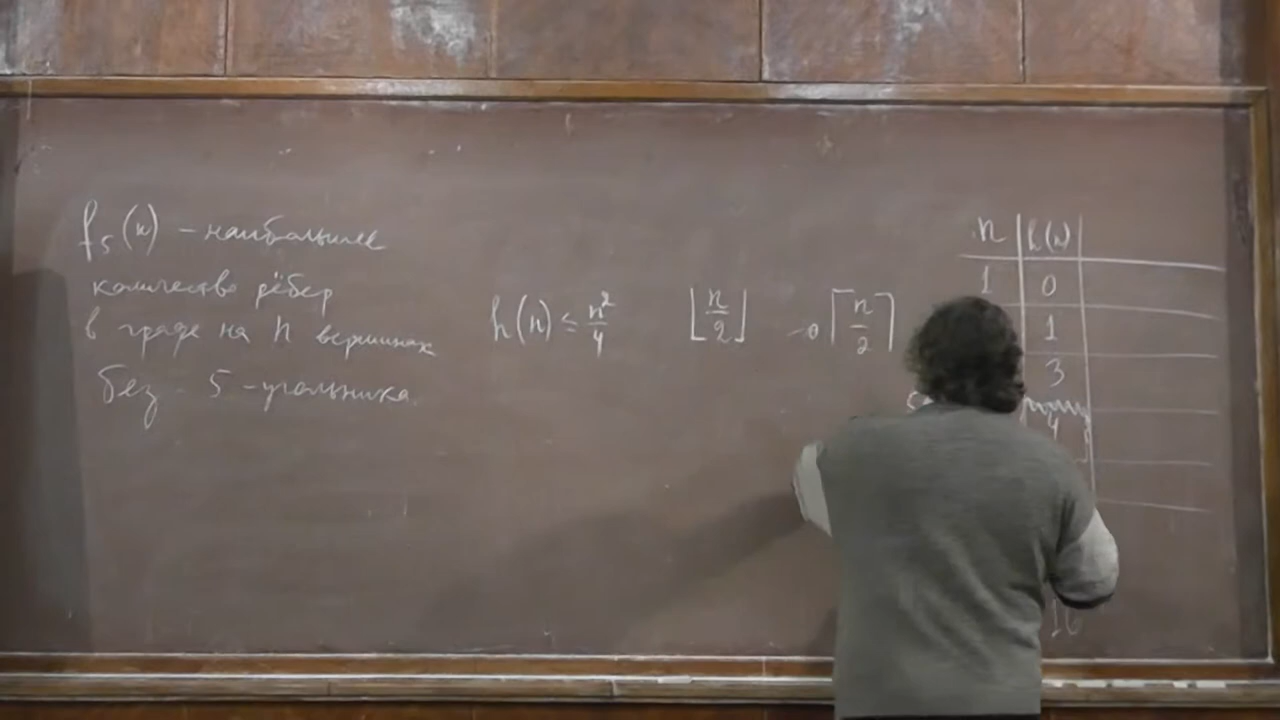 f₅(n) – наибольшее
количество рёбер
в графе на n вершинах
без 5-угольника.
h(n) ≤ n²/4 ⌊n/2⌋ ⌈n/2⌉
n h(n)
1 0
1
3
4
16